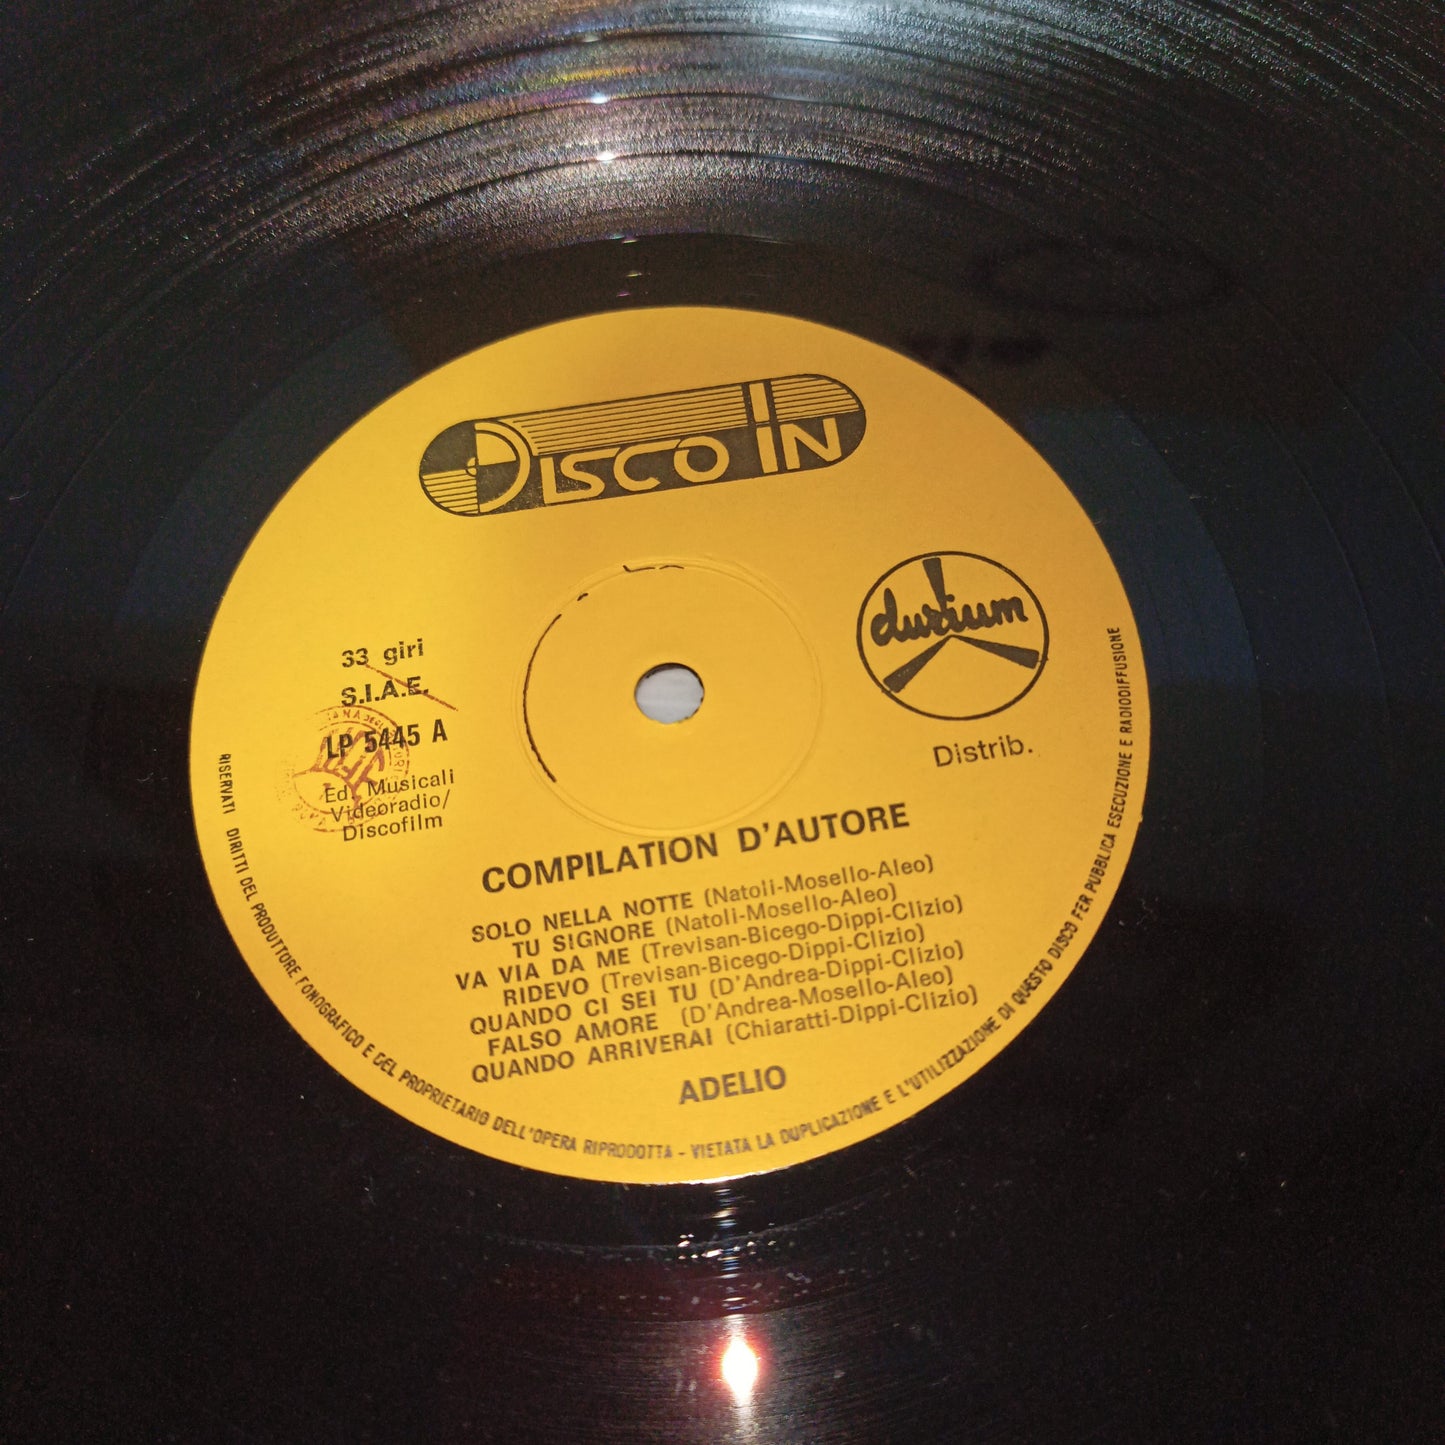 DISCO IN
durium
Distrib.
33 giri
S.I.A.E.
LP 5445 A
Ed. Musicali
Videoradio/
Discofilm
COMPILATION D'AUTORE
SOLO NELLA NOTTE (Natoli-Mosello-Aleo)
TU SIGNORE (Natoli-Mosello-Aleo)
VA VIA DA ME (Trevisan-Bicego-Dippi-Clizio)
RIDEVO (Trevisan-Bicego-Dippi-Clizio)
QUANDO CI SEI TU (D'Andrea-Dippi-Clizio)
FALSO AMORE (D'Andrea-Mosello-Aleo)
QUANDO ARRIVERAI (Chiaratti-Dippi-Clizio)
ADELIO
RISERVATI DIRITTI DEL PRODUTTORE FONOGRAFICO E DEL PROPRIETARIO DELL'OPERA RIPRODOTTA - VIETATA LA DUPLICAZIONE E L'UTILIZZAZIONE DI QUESTO DISCO PER PUBBLICA ESECUZIONE E RADIODIFFUSIONE